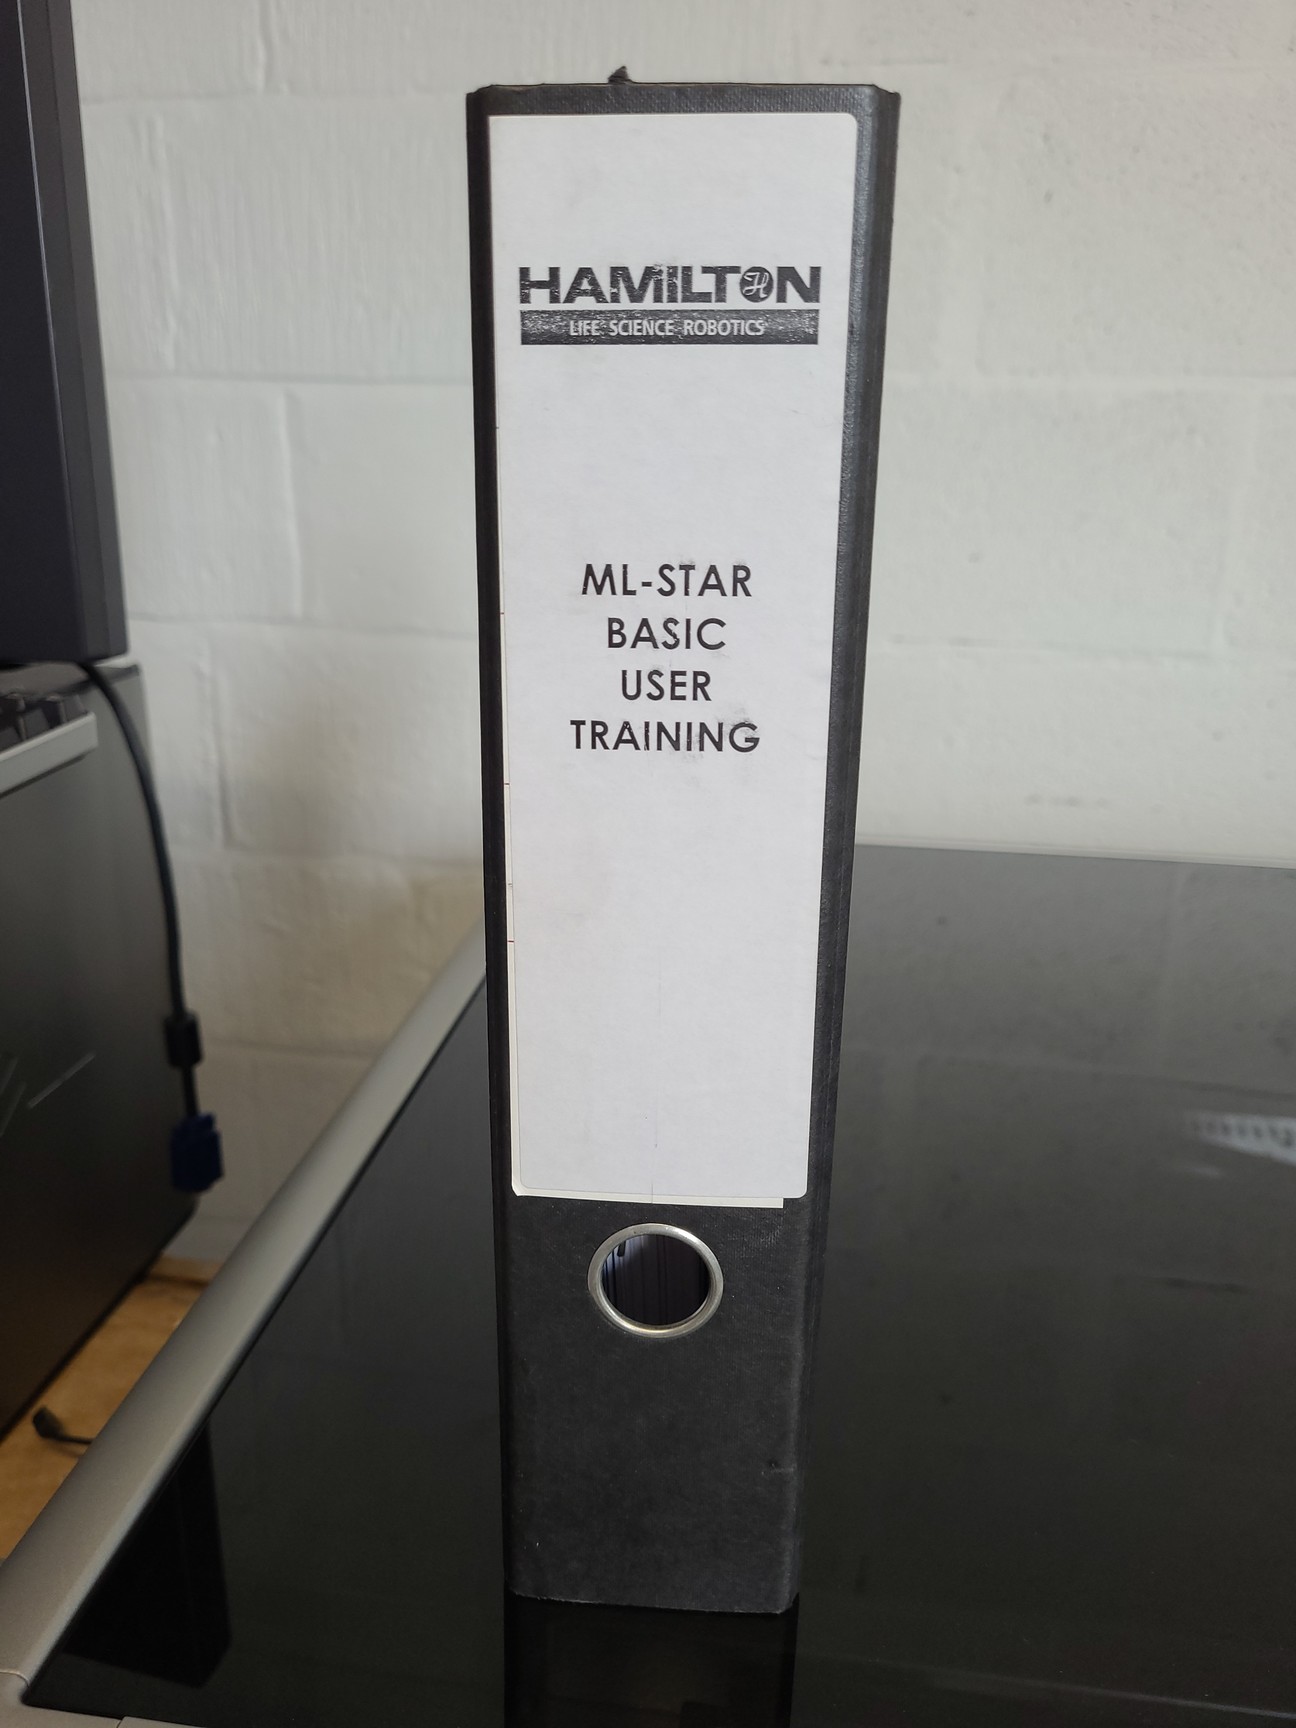 HAMILTON
LIFE SCIENCE ROBOTICS
ML-STAR
BASIC
USER
TRAINING